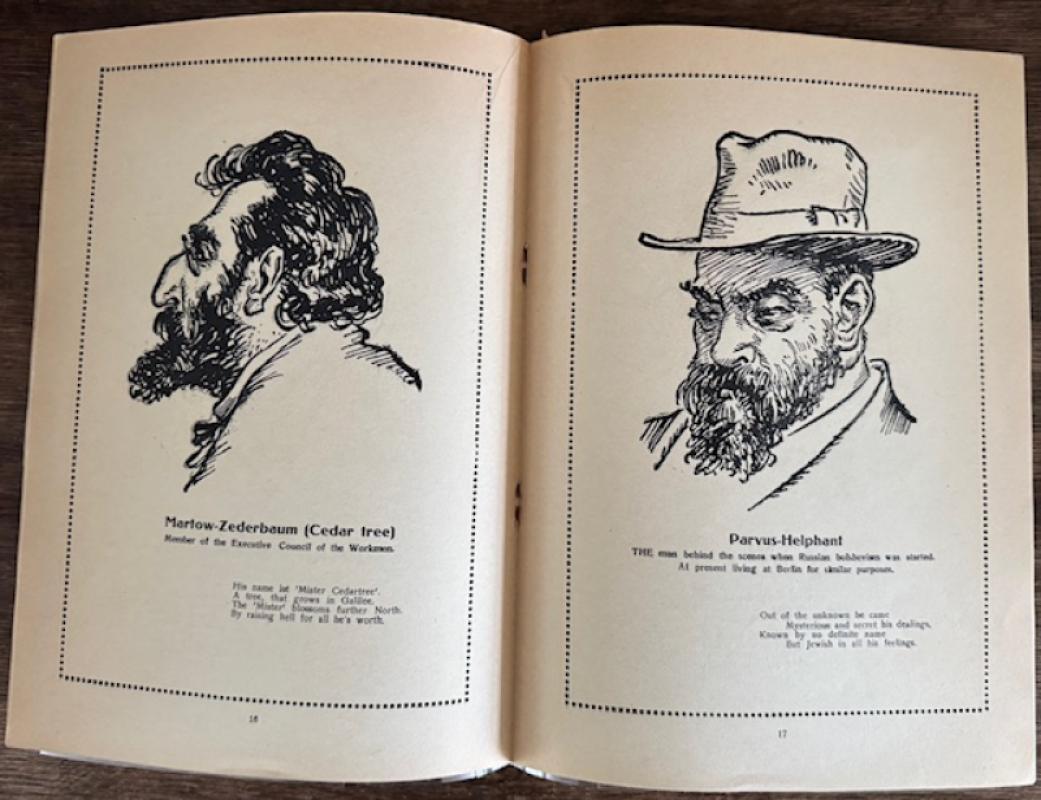 Martow-Zederbaum (Cedar tree)
Member of the Executive Council of the Workmen.
His name ist 'Mister Cedartree'.
A tree, that grows in Galilee.
The 'Mister' blossoms further North.
By raising hell for all he's worth.
16
Parvus-Helphant
THE man behind the scenes when Russian bolshevism was started.
At present living at Berlin for similar purposes.
Out of the unknown he came
Mysterious and secret his dealings,
Known by no definite name
But Jewish in all his feelings.
17